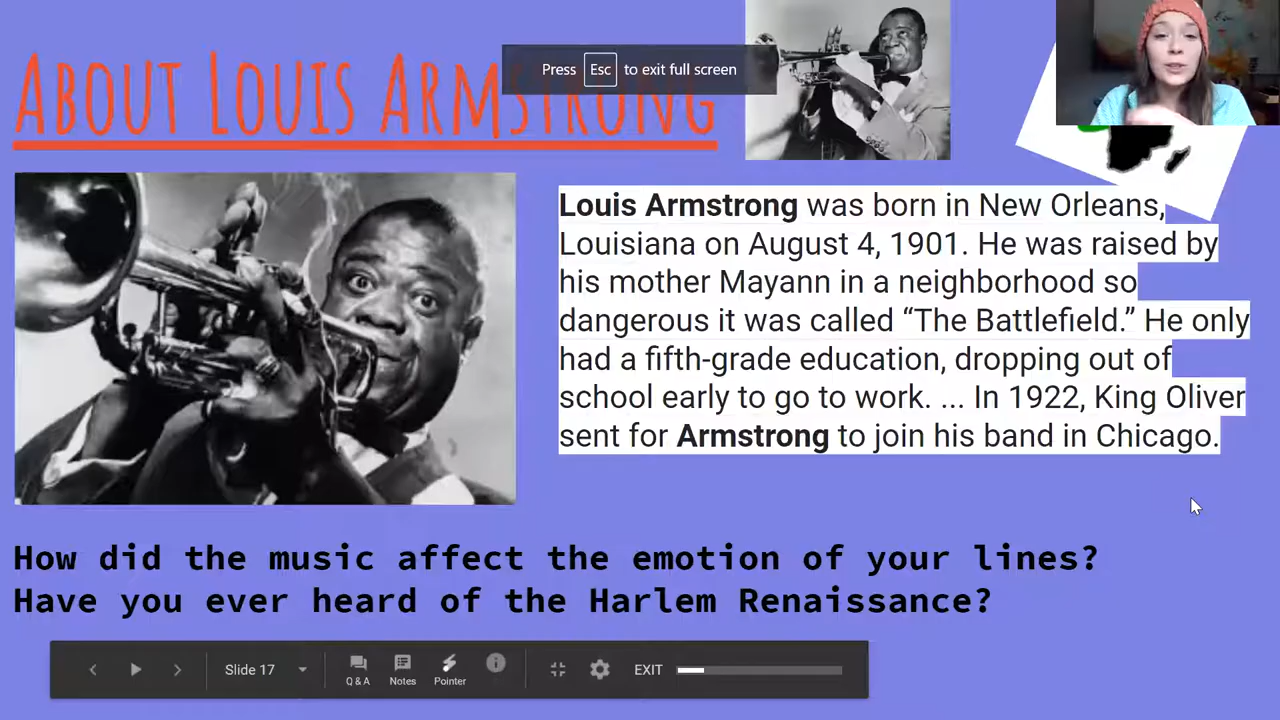 About Louis Armstrong
Press Esc to exit full screen
Louis Armstrong was born in New Orleans,
Louisiana on August 4, 1901. He was raised by
his mother Mayann in a neighborhood so
dangerous it was called “The Battlefield.” He only
had a fifth-grade education, dropping out of
school early to go to work. ... In 1922, King Oliver
sent for Armstrong to join his band in Chicago.
How did the music affect the emotion of your lines?
Have you ever heard of the Harlem Renaissance?
Slide 17
Q & A
Notes
Pointer
EXIT